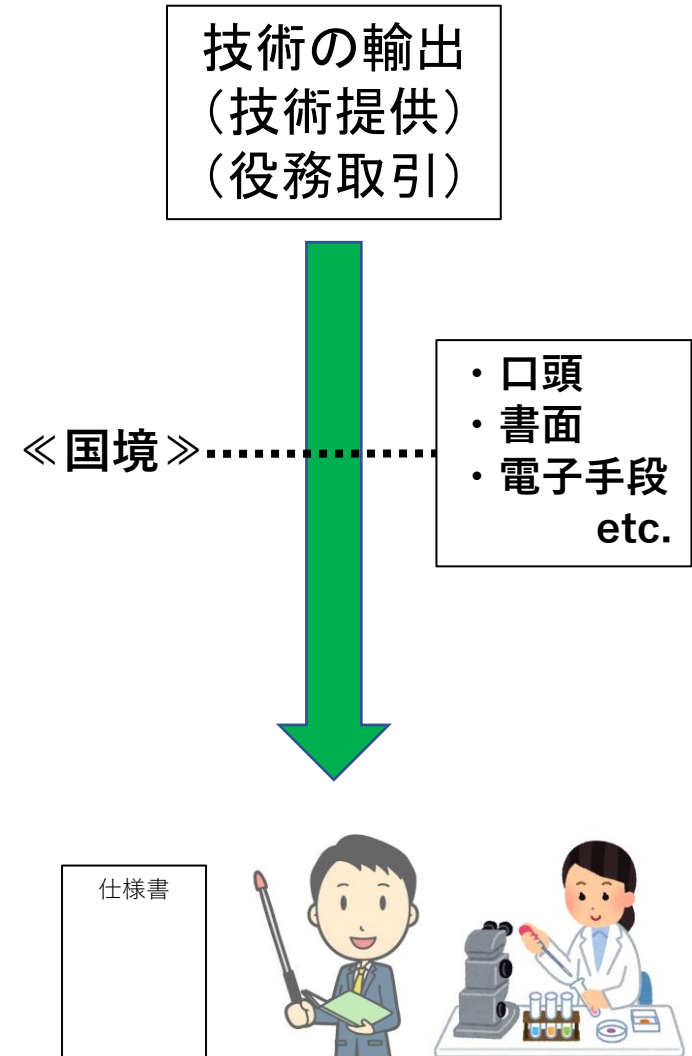 技術の輸出
（技術提供）
（役務取引）
・口頭
・書面
≪国境≫
・電子手段
etc.
仕様書